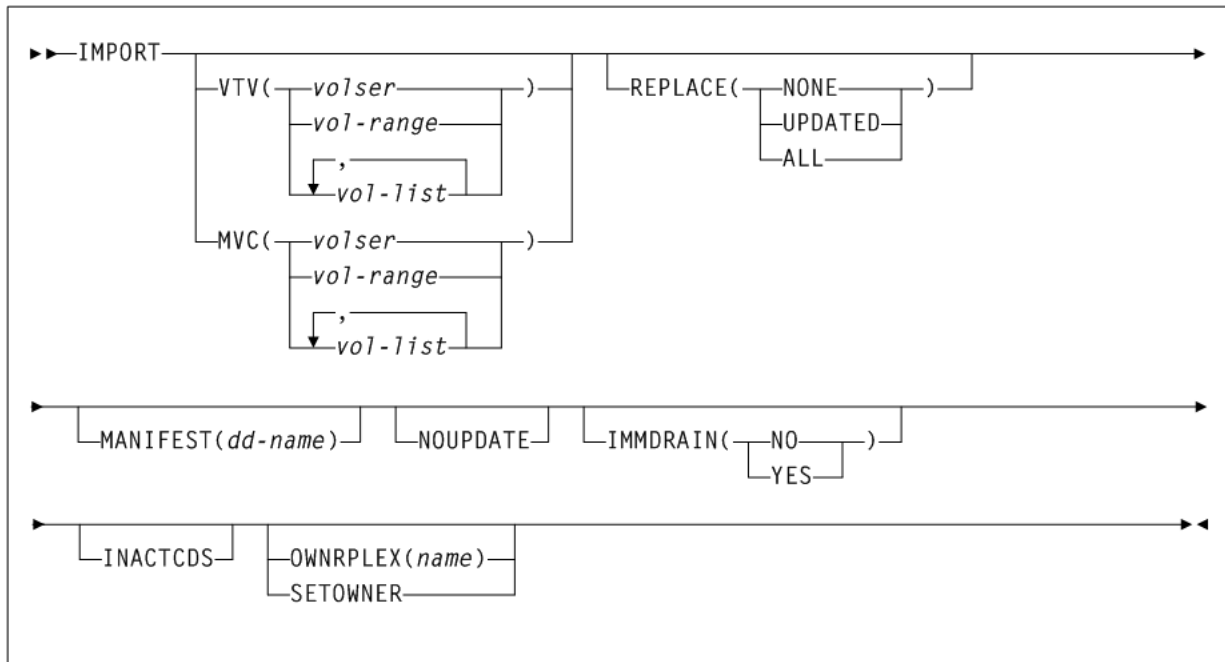 IMPORT
VTV( volser )
vol-range
,
vol-list
MVC( volser )
vol-range
,
vol-list
REPLACE( NONE )
UPDATED
ALL
MANIFEST(dd-name)
NOUPDATE
IMMDRAIN( NO )
YES
INACTCDS
OWNRPLEX(name)
SETOWNER